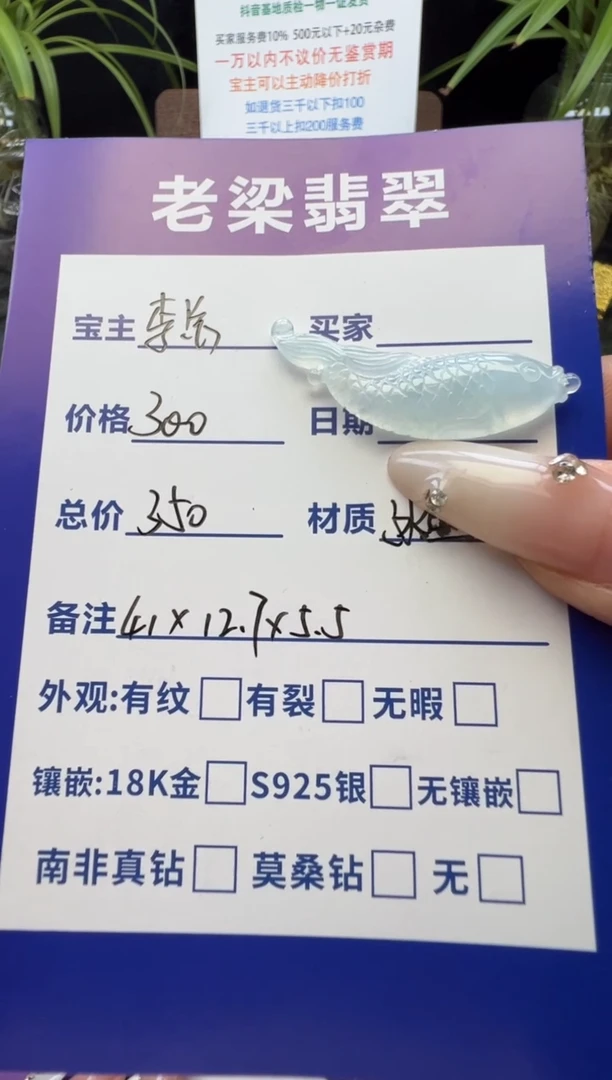 抖音基地质检一物一证发货
买家服务费10% 500元以下+20元杂费
一万以内不议价无鉴赏期
宝主可以主动降价打折
如退货三千以下扣100
三千以上扣200服务费
老梁翡翠
宝主 买家
价格300 日期
总价 350 材质
备注 41×12.7×5.5
外观:有纹 有裂 无暇
镶嵌:18K金 S925银 无镶嵌
南非真钻 莫桑钻 无